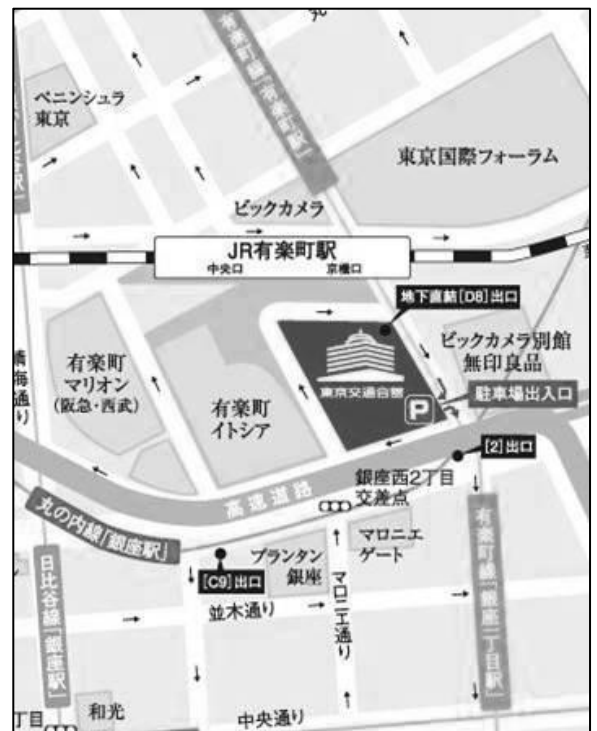 ペニンシュラ
東京
有楽町線「有楽町駅」
東京国際フォーラム
ビックカメラ
JR有楽町駅
中央口
京橋口
地下直結[D8]出口
ビックカメラ別館
無印良品
東京交通会館
P
駐車場出入口
有楽町
マリオン
(阪急・西武)
有楽町
イトシア
[2]出口
高速道路
銀座西2丁目
交差点
丸の内線「銀座駅」
日比谷線「銀座駅」
[C9]出口
プランタン
銀座
マロニエ
ゲート
マロニエ通り
有楽町線「銀座一丁目駅」
並木通り
和光
中央通り
丁目